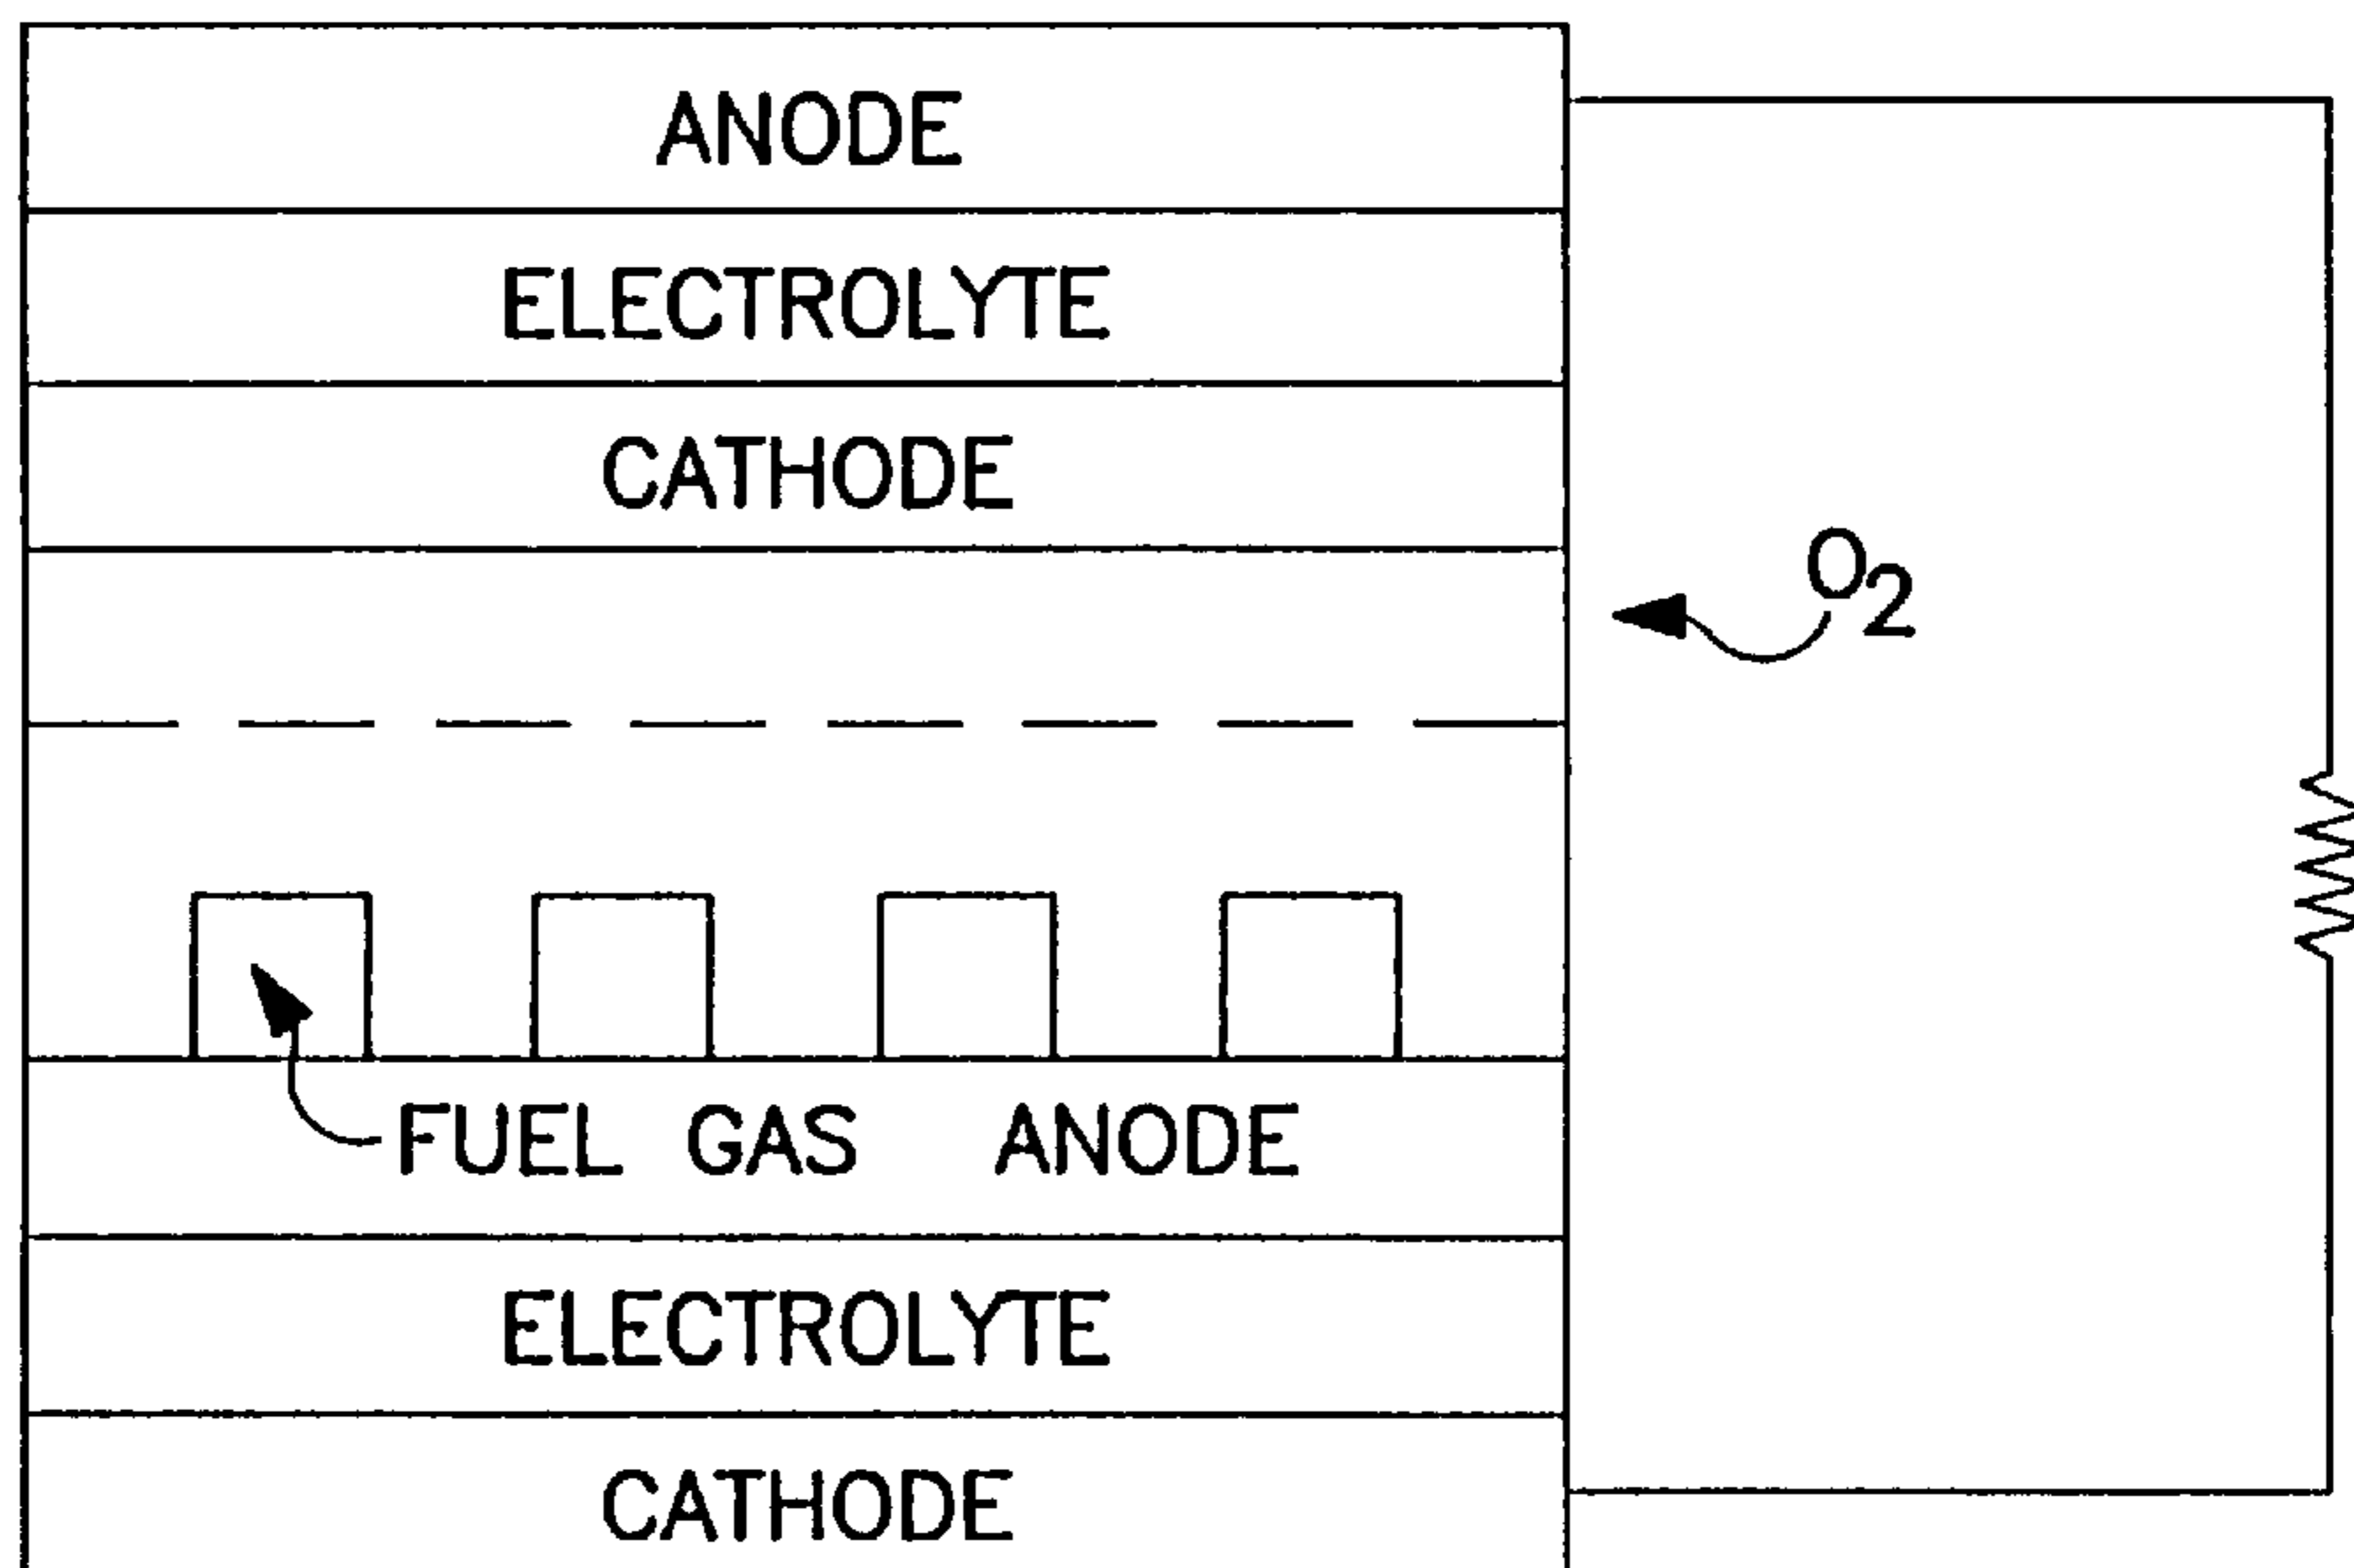 ANODE
ELECTROLYTE
CATHODE
O2
FUEL GAS ANODE
ELECTROLYTE
CATHODE